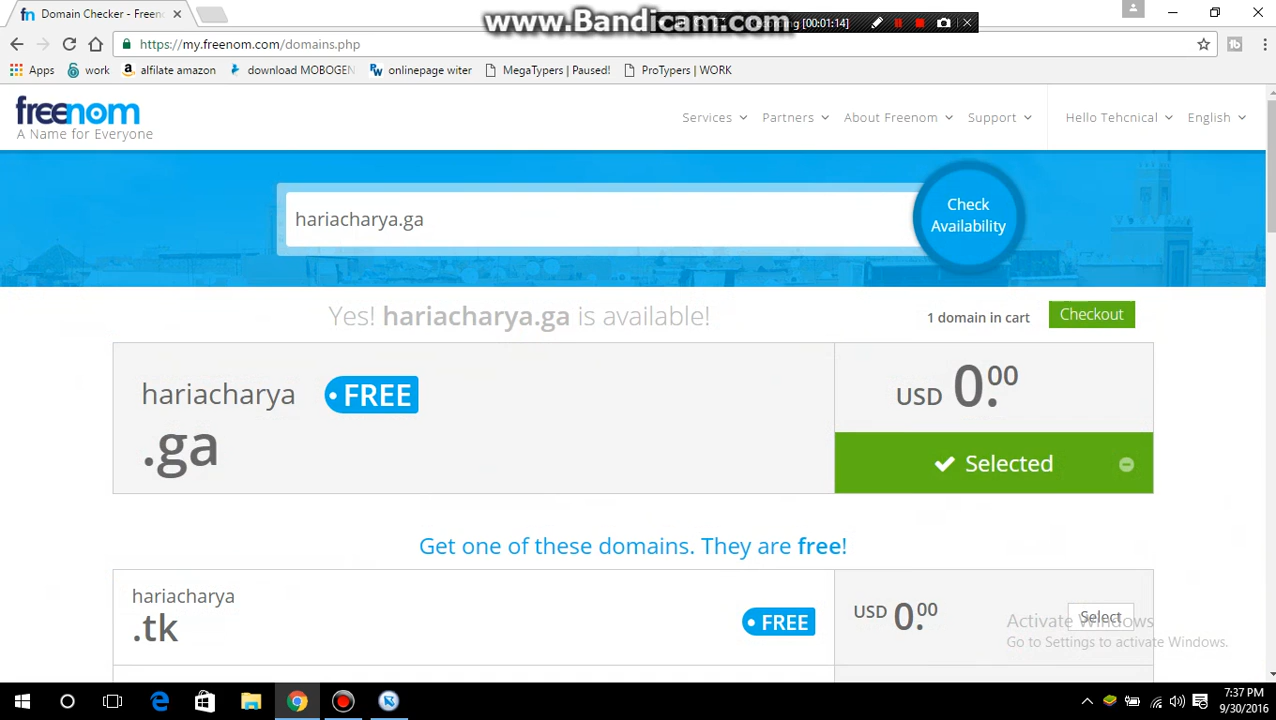 Domain Checker - Freen
www.Bandicam.com
[00:01:14]
https://my.freenom.com/domains.php
Apps work alfilate amazon download MOBOGEN onlinepage witer MegaTypers | Paused! ProTypers | WORK
freenom
A Name for Everyone
Services Partners About Freenom Support Hello Tehcnical English
hariacharya.ga
Check
Availability
Yes! hariacharya.ga is available!
1 domain in cart Checkout
hariacharya FREE
.ga
USD 0.00
Selected
Get one of these domains. They are free!
hariacharya
.tk
FREE
USD 0.00
Select
Activate Windows
Go to Settings to activate Windows.
7:37 PM
9/30/2016